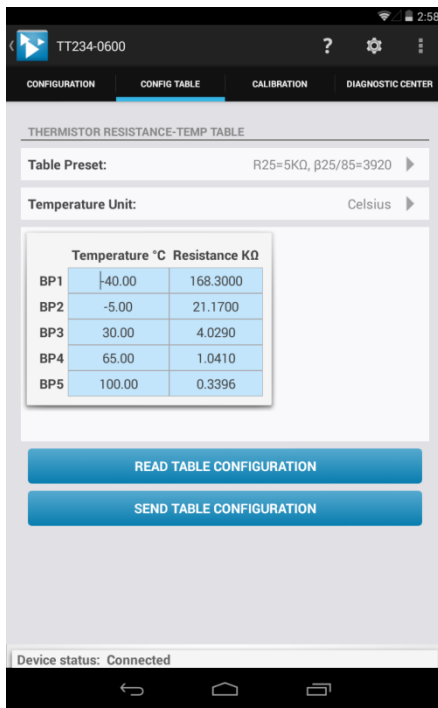 2:58
TT234-0600 ?
CONFIGURATION CONFIG TABLE CALIBRATION DIAGNOSTIC CENTER
THERMISTOR RESISTANCE-TEMP TABLE
Table Preset: R25=5KΩ, β25/85=3920
Temperature Unit: Celsius
Temperature °C Resistance KΩ
BP1 -40.00 168.3000
BP2 -5.00 21.1700
BP3 30.00 4.0290
BP4 65.00 1.0410
BP5 100.00 0.3396
READ TABLE CONFIGURATION
SEND TABLE CONFIGURATION
Device status: Connected